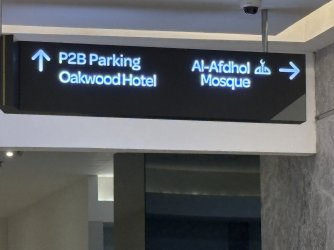 P2B Parking
Oakwood Hotel
Al-Afdhol
Mosque